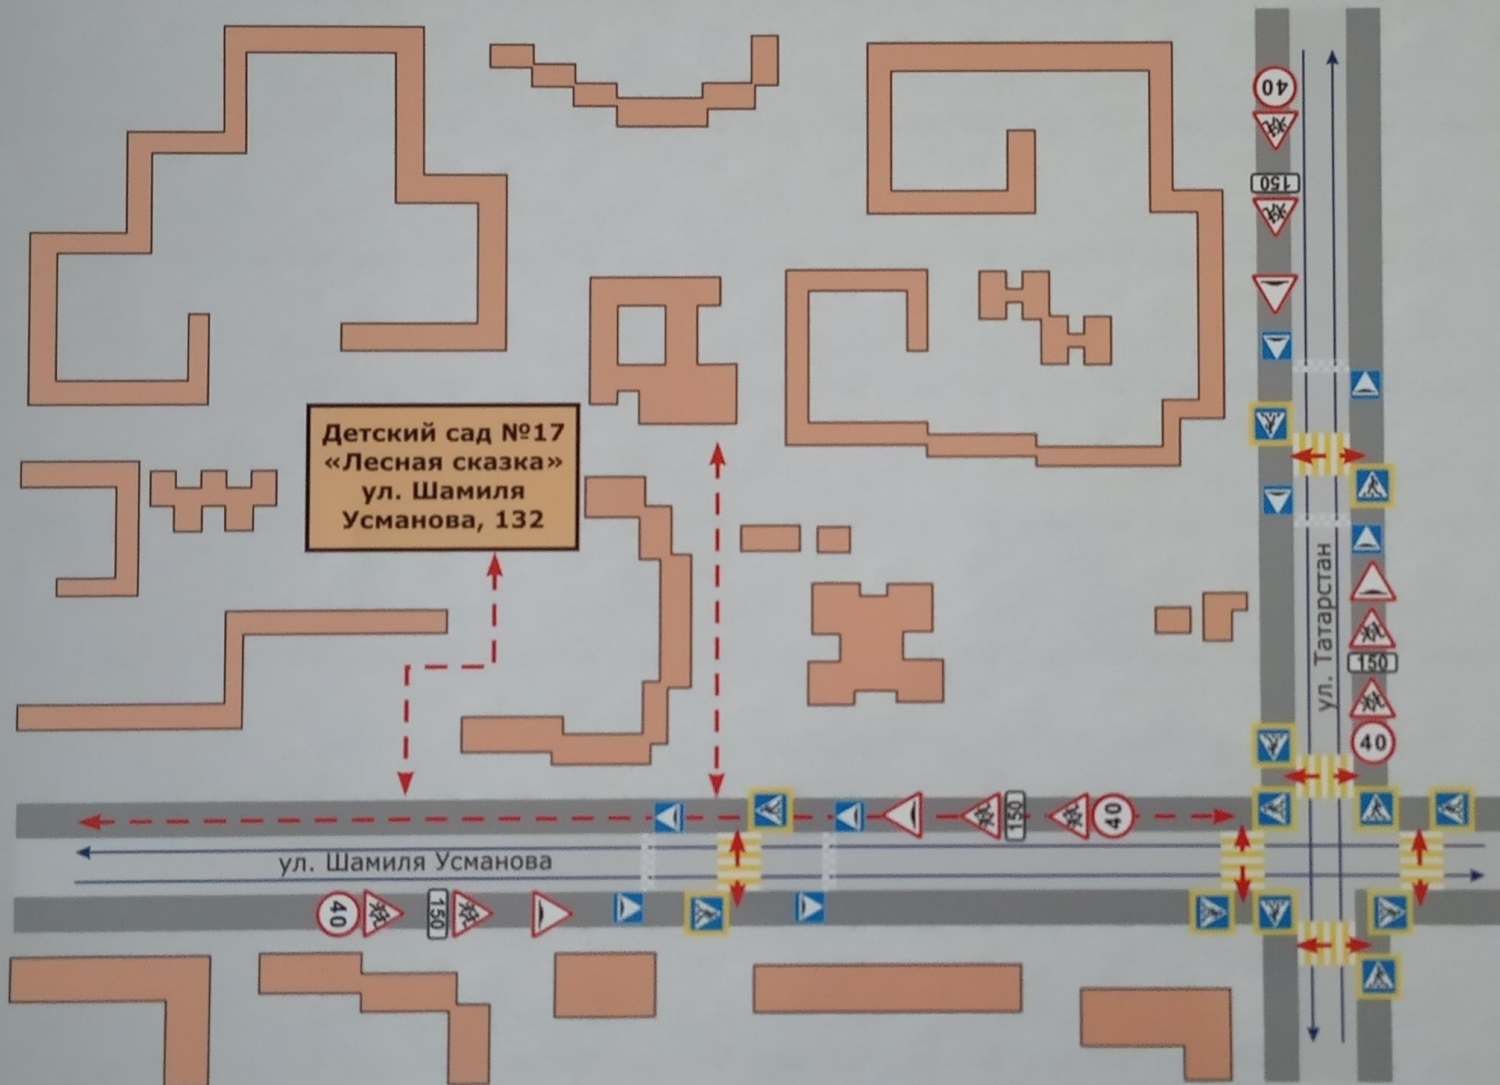 40
150
Детский сад №17
«Лесная сказка»
ул. Шамиля
Усманова, 132
ул. Татарстан
150
40
150
40
ул. Шамиля Усманова
40
150